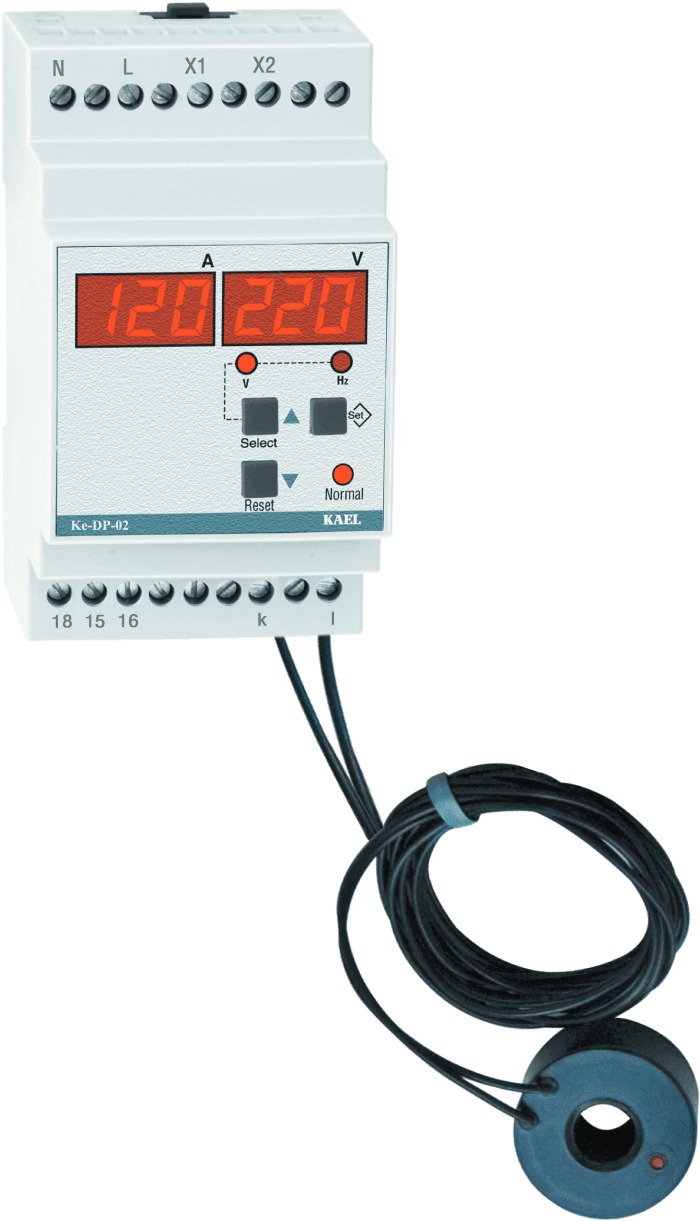 N L X1 X2
A V
120 220
V Hz
Set
Select
Reset Normal
Ke-DP-02 KAEL
18 15 16 k l